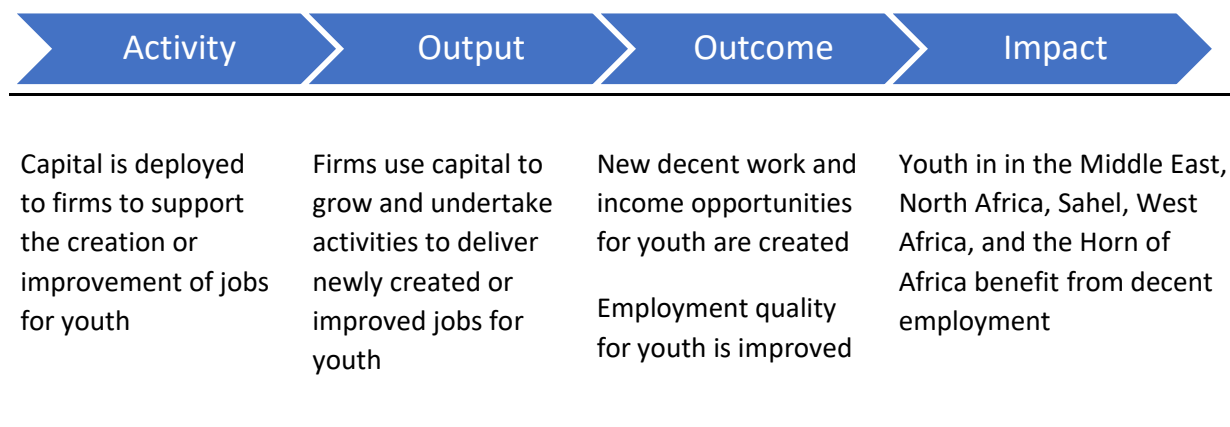 Activity
Output
Outcome
Impact
Capital is deployed
to firms to support
the creation or
improvement of jobs
for youth
Firms use capital to
grow and undertake
activities to deliver
newly created or
improved jobs for
youth
New decent work and
income opportunities
for youth are created
Employment quality
for youth is improved
Youth in in the Middle East,
North Africa, Sahel, West
Africa, and the Horn of
Africa benefit from decent
employment